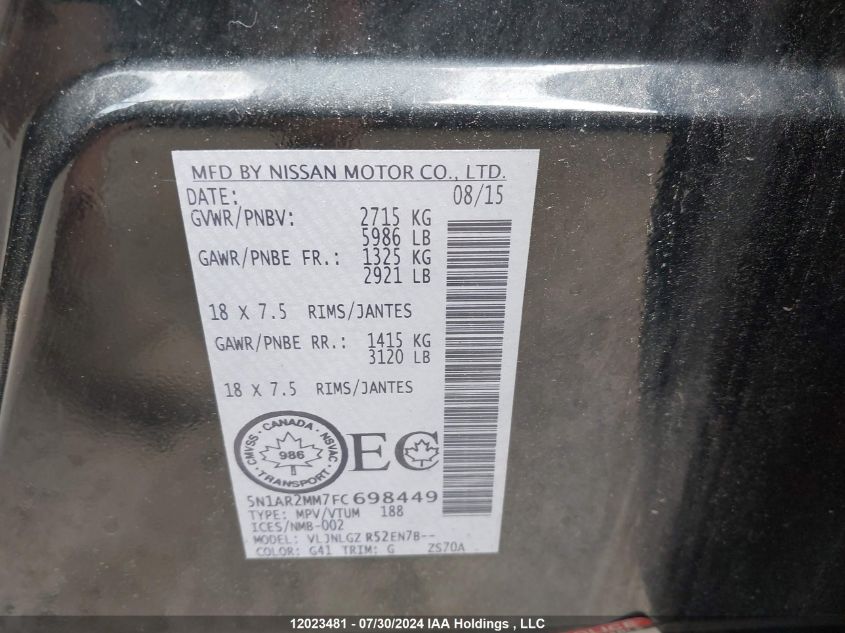 MFD BY NISSAN MOTOR CO., LTD.
DATE: 08/15
GVWR/PNBV: 2715 KG
5986 LB
GAWR/PNBE FR.: 1325 KG
2921 LB
18 X 7.5 RIMS/JANTES
GAWR/PNBE RR.: 1415 KG
3120 LB
18 X 7.5 RIMS/JANTES
CANADA
CMVSS 986 NSVAC
TRANSPORT
EC
5N1AR2MM7FC698449
TYPE: MPV/VTUM 188
ICES/NMB-002
MODEL: VLJNLGZ R52EN7B--
COLOR: G41 TRIM: G ZS70A
12023481 - 07/30/2024 IAA Holdings , LLC